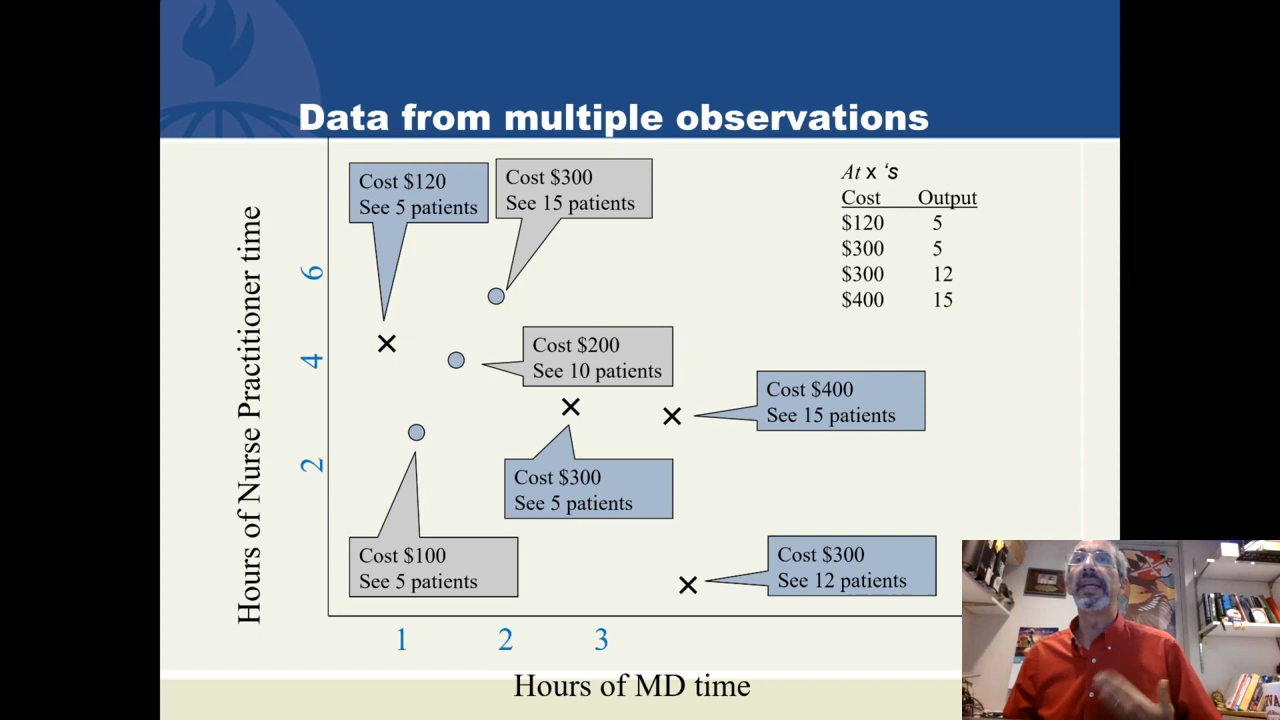 Data from multiple observations
Cost $120
See 5 patients
Cost $300
See 15 patients
At x ‘s
Cost Output
$120 5
$300 5
$300 12
$400 15
Hours of Nurse Practitioner time
6
4
2
Cost $200
See 10 patients
Cost $400
See 15 patients
Cost $300
See 5 patients
Cost $100
See 5 patients
Cost $300
See 12 patients
1 2 3
Hours of MD time